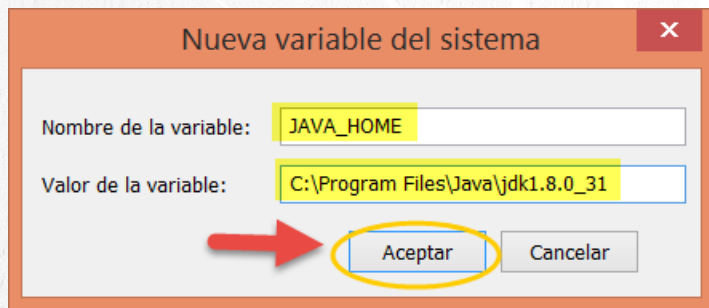 Nueva variable del sistema
Nombre de la variable: JAVA_HOME
Valor de la variable: C:\Program Files\Java\jdk1.8.0_31
Aceptar Cancelar